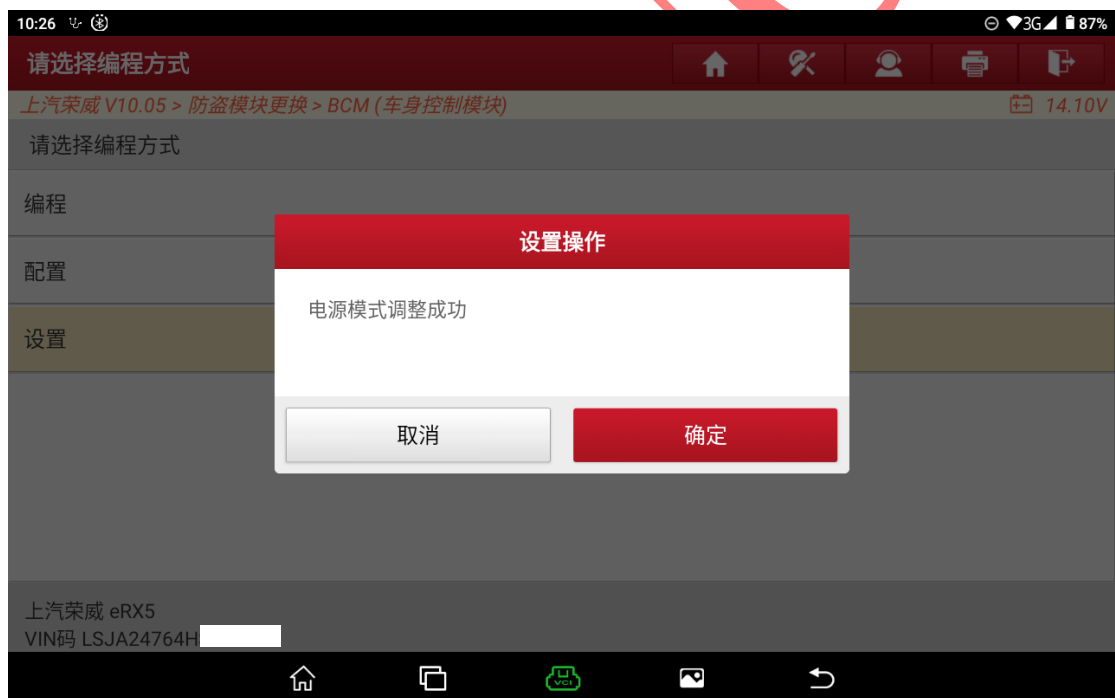 10:26
3G 87%
请选择编程方式
上汽荣威 V10.05 > 防盗模块更换 > BCM (车身控制模块)
14.10V
请选择编程方式
编程
配置
设置
设置操作
电源模式调整成功
取消
确定
上汽荣威 eRX5
VIN码 LSJA24764H
VCI